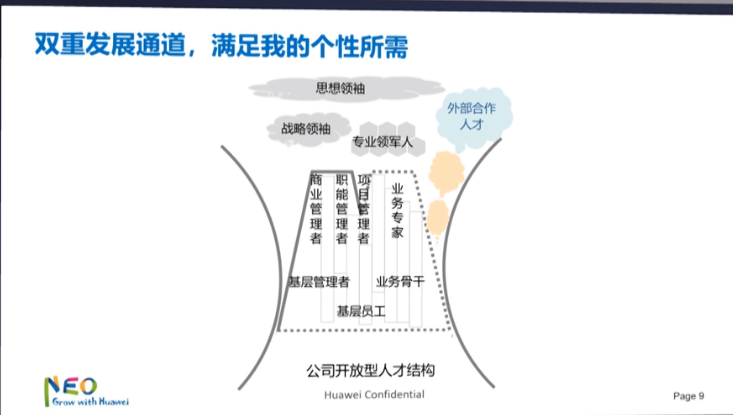 双重发展通道，满足我的个性所需
思想领袖
外部合作
人才
战略领袖
专业领军人
商业管理者
职能管理者
项目管理者
业务专家
基层管理者
业务骨干
基层员工
公司开放型人才结构
Huawei Confidential
NEO
Grow with Huawei
Page 9